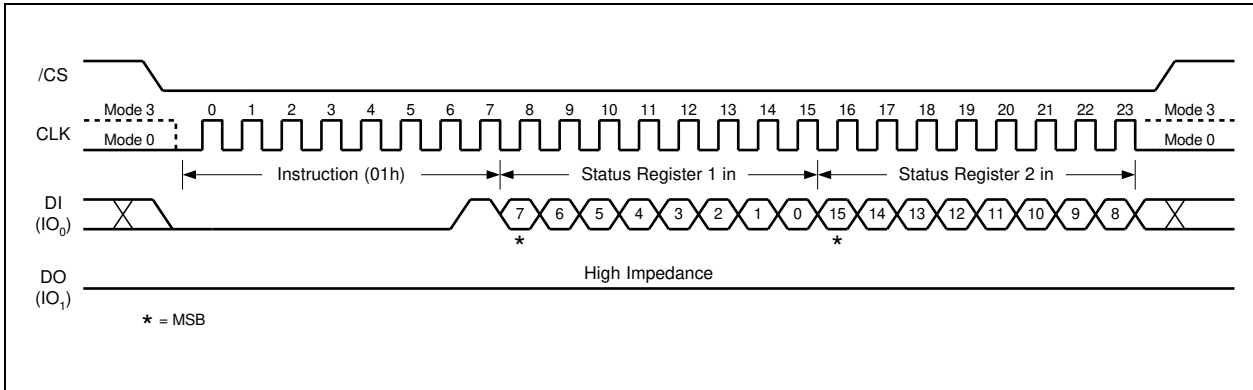 /CS
Mode 3 0 1 2 3 4 5 6 7 8 9 10 11 12 13 14 15 16 17 18 19 20 21 22 23 Mode 3
CLK
Mode 0 Mode 0
Instruction (01h) Status Register 1 in Status Register 2 in
DI
(IO₀)
7 6 5 4 3 2 1 0 15 14 13 12 11 10 9 8
* *
High Impedance
DO
(IO₁)
* = MSB